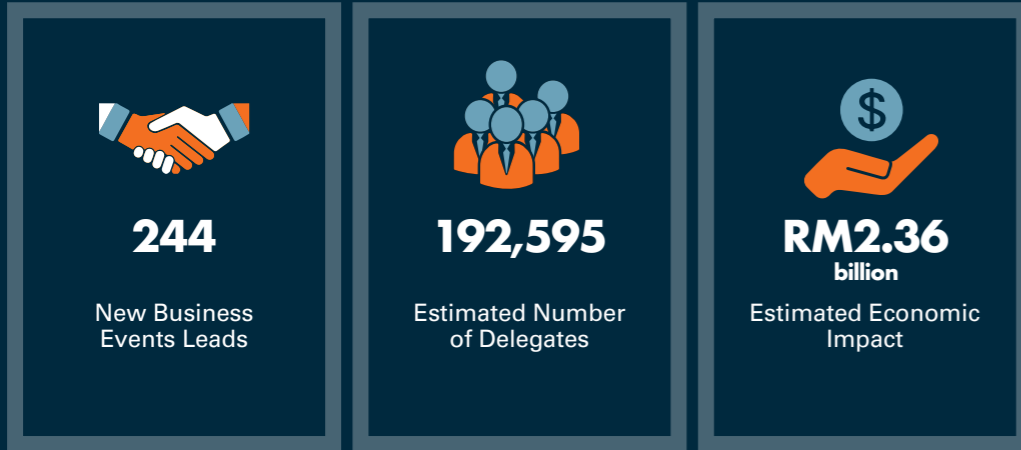 244
New Business
Events Leads
192,595
Estimated Number
of Delegates
$
RM2.36
billion
Estimated Economic
Impact